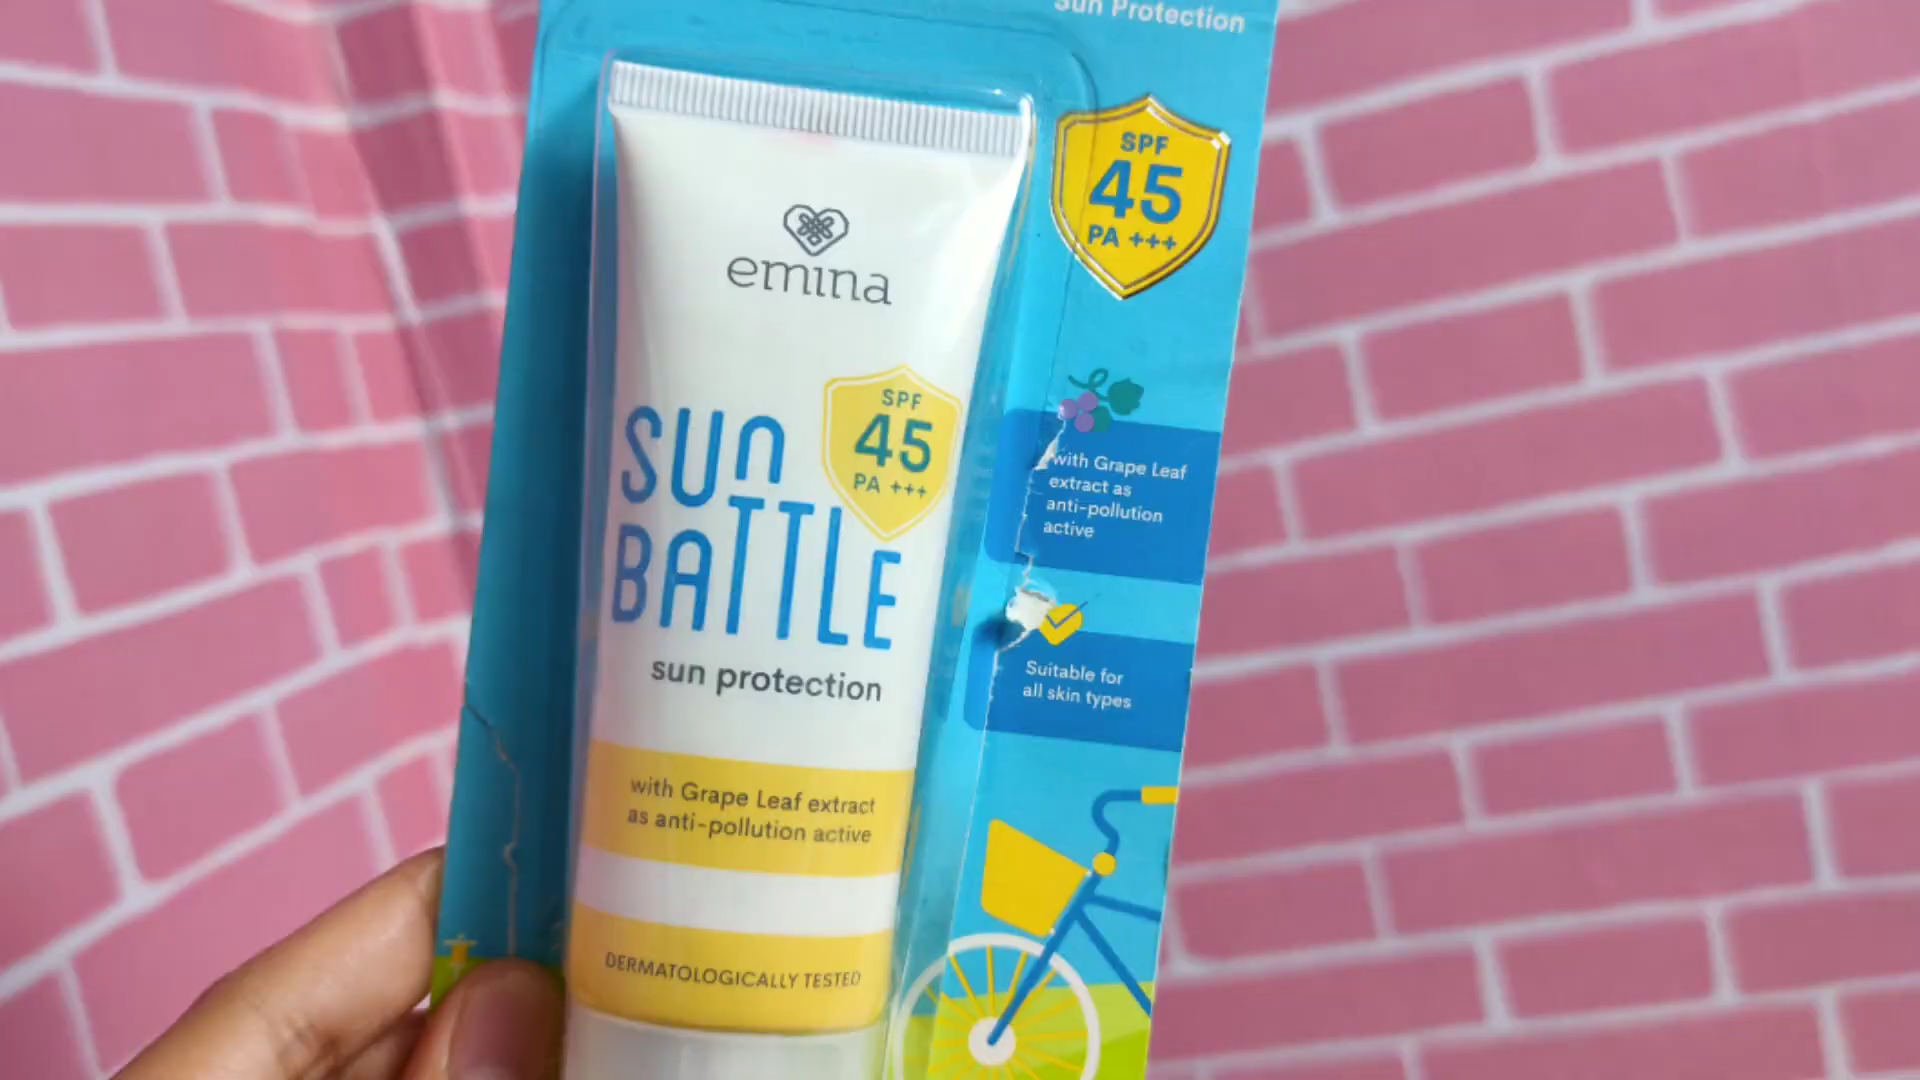 Sun Protection
SPF
45
PA +++
emina
SPF
45
PA +++
SUN
BATTLE
sun protection
with Grape Leaf extract
as anti-pollution active
DERMATOLOGICALLY TESTED
with Grape Leaf
extract as
anti-pollution
active
Suitable for
all skin types